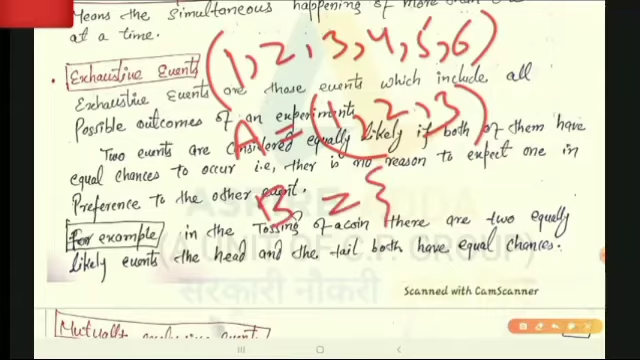 Means the simultaneous happening of more than one
at a time.
(1, 2, 3, 4, 5, 6)
Exhaustive Events
Exhaustive Events are those events which include all
Possible outcomes of an experiments
A = (1, 2, 3)
Two events are considered equally likely if both of them have
equal chances to occur i.e, ther is no reason to expect one in
Preference to the other event.
B = {
For example in the Tossing of a coin there are two equally
likely events the head and the tail both have equal chances.
सरकारी नौकरी
Scanned with CamScanner
Mutually exclusive event